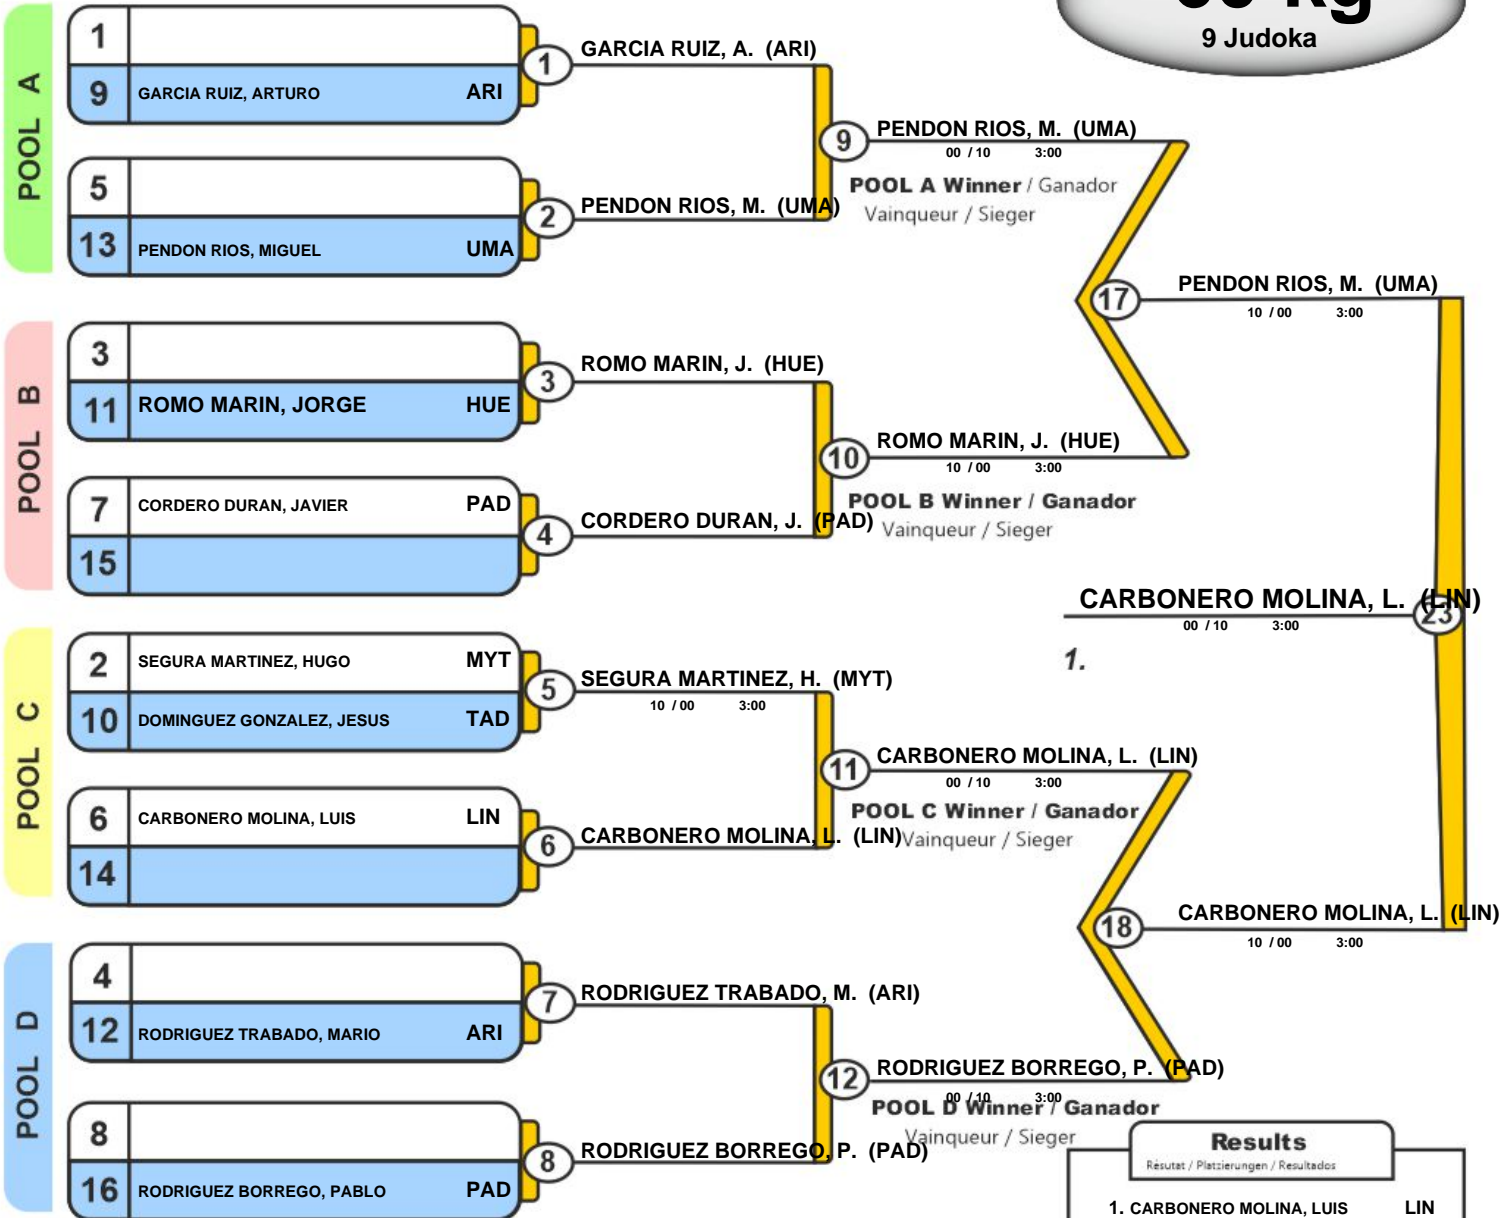 kg
9 Judoka
POOL A
1
9 GARCIA RUIZ, ARTURO ARI
5
13 PENDON RIOS, MIGUEL UMA
1 GARCIA RUIZ, A. (ARI)
2 PENDON RIOS, M. (UMA)
9 PENDON RIOS, M. (UMA)
00 / 10 3:00
POOL A Winner / Ganador
Vainqueur / Sieger
POOL B
3
11 ROMO MARIN, JORGE HUE
7 CORDERO DURAN, JAVIER PAD
15
3 ROMO MARIN, J. (HUE)
4 CORDERO DURAN, J. (PAD)
10 ROMO MARIN, J. (HUE)
10 / 00 3:00
POOL B Winner / Ganador
Vainqueur / Sieger
17 PENDON RIOS, M. (UMA)
10 / 00 3:00
CARBONERO MOLINA, L. (LIN)
23
00 / 10 3:00
1.
POOL C
2 SEGURA MARTINEZ, HUGO MYT
10 DOMINGUEZ GONZALEZ, JESUS TAD
6 CARBONERO MOLINA, LUIS LIN
14
5 SEGURA MARTINEZ, H. (MYT)
10 / 00 3:00
6 CARBONERO MOLINA, L. (LIN)
11 CARBONERO MOLINA, L. (LIN)
00 / 10 3:00
POOL C Winner / Ganador
Vainqueur / Sieger
18 CARBONERO MOLINA, L. (LIN)
10 / 00 3:00
POOL D
4
12 RODRIGUEZ TRABADO, MARIO ARI
8
16 RODRIGUEZ BORREGO, PABLO PAD
7 RODRIGUEZ TRABADO, M. (ARI)
8 RODRIGUEZ BORREGO, P. (PAD)
12 RODRIGUEZ BORREGO, P. (PAD)
00 / 10 3:00
POOL D Winner / Ganador
Vainqueur / Sieger
Results
Résutat / Platzierungen / Resultados
1. CARBONERO MOLINA, LUIS LIN